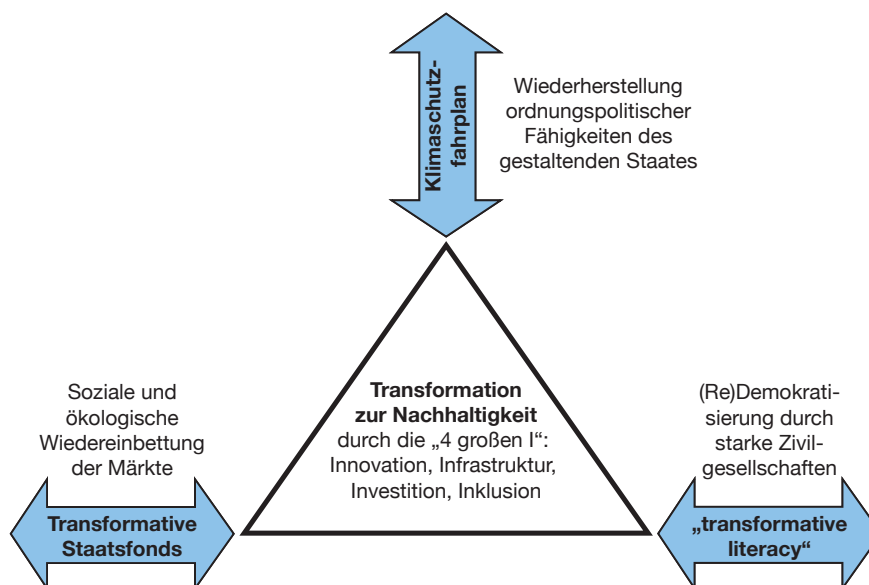 Klimaschutz-
fahrplan
Wiederherstellung
ordnungspolitischer
Fähigkeiten des
gestaltenden Staates
Transformation
zur Nachhaltigkeit
durch die „4 großen I“:
Innovation, Infrastruktur,
Investition, Inklusion
Soziale und
ökologische
Wiedereinbettung
der Märkte
Transformative
Staatsfonds
(Re)Demokrati-
sierung durch
starke Zivil-
gesellschaften
„transformative
literacy“